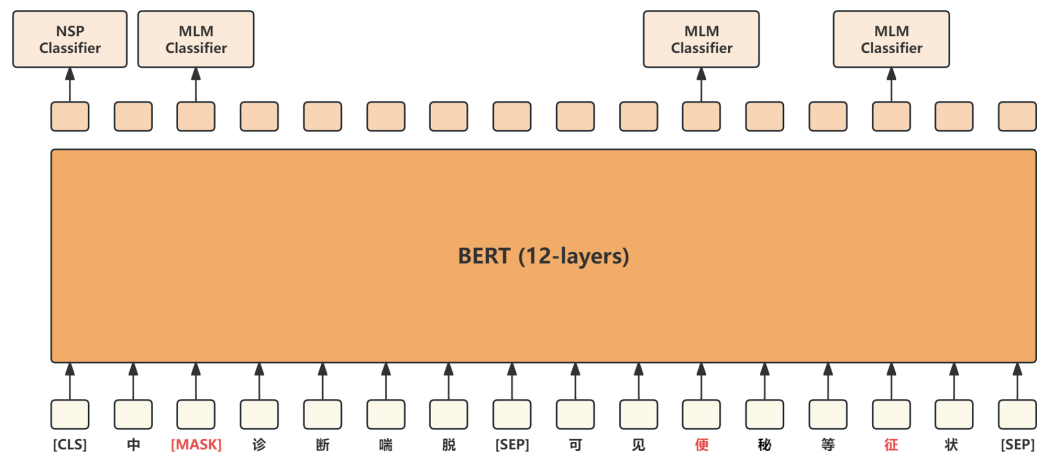 NSP
Classifier
MLM
Classifier
MLM
Classifier
MLM
Classifier
BERT (12-layers)
[CLS] 中 [MASK] 诊 断 喘 脱 [SEP] 可 见 便 秘 等 征 状 [SEP]